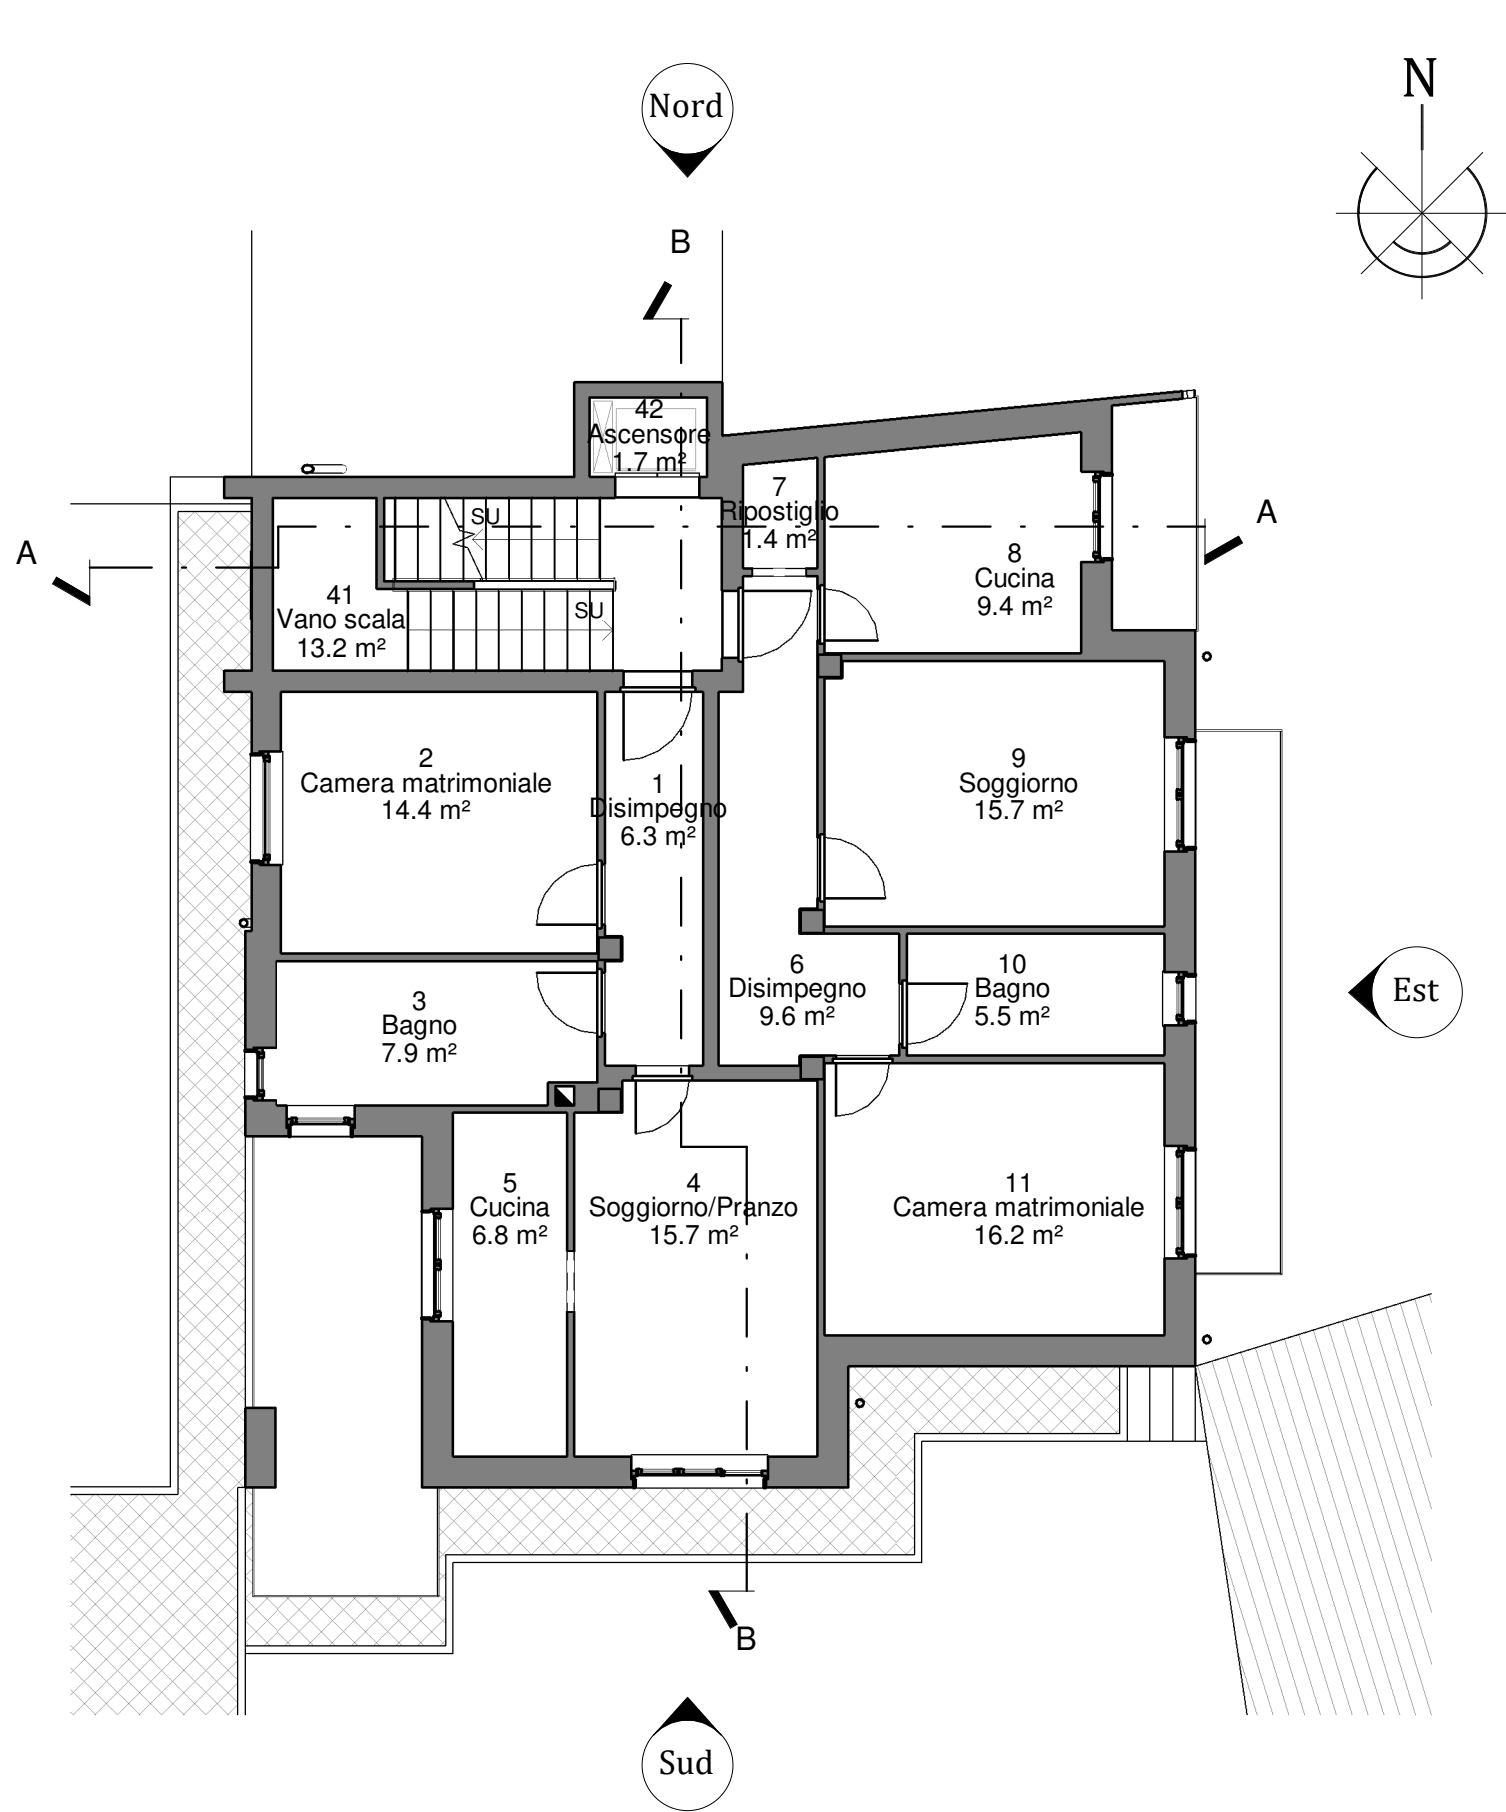 N
Nord
B
42
Ascensore
1.7 m²
7
Ripostiglio
1.4 m²
A
A
SU
8
Cucina
9.4 m²
41
Vano scala
13.2 m²
SU
2
Camera matrimoniale
14.4 m²
1
Disimpegno
6.3 m²
9
Soggiorno
15.7 m²
6
Disimpegno
9.6 m²
10
Bagno
5.5 m²
Est
3
Bagno
7.9 m²
5
Cucina
6.8 m²
4
Soggiorno/Pranzo
15.7 m²
11
Camera matrimoniale
16.2 m²
B
Sud